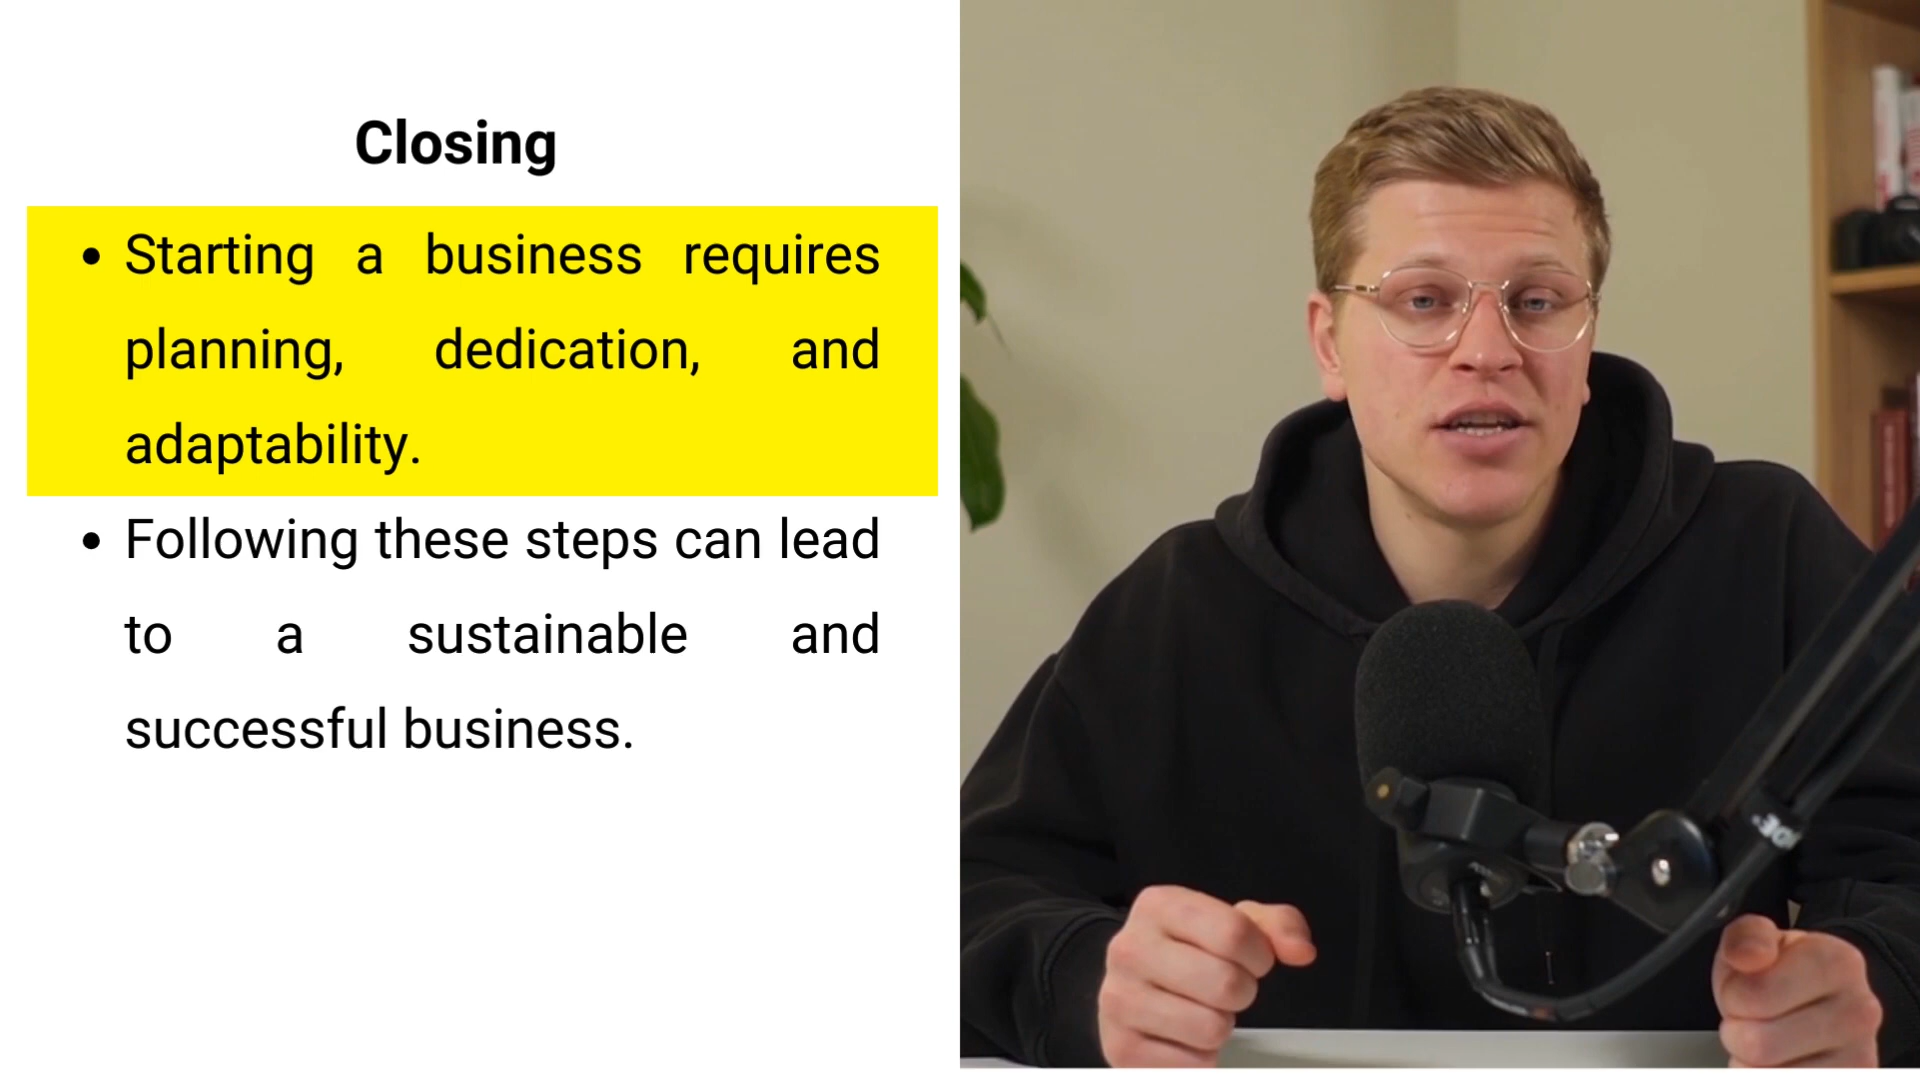 Closing
• Starting a business requires
planning, dedication, and
adaptability.
• Following these steps can lead
to a sustainable and
successful business.